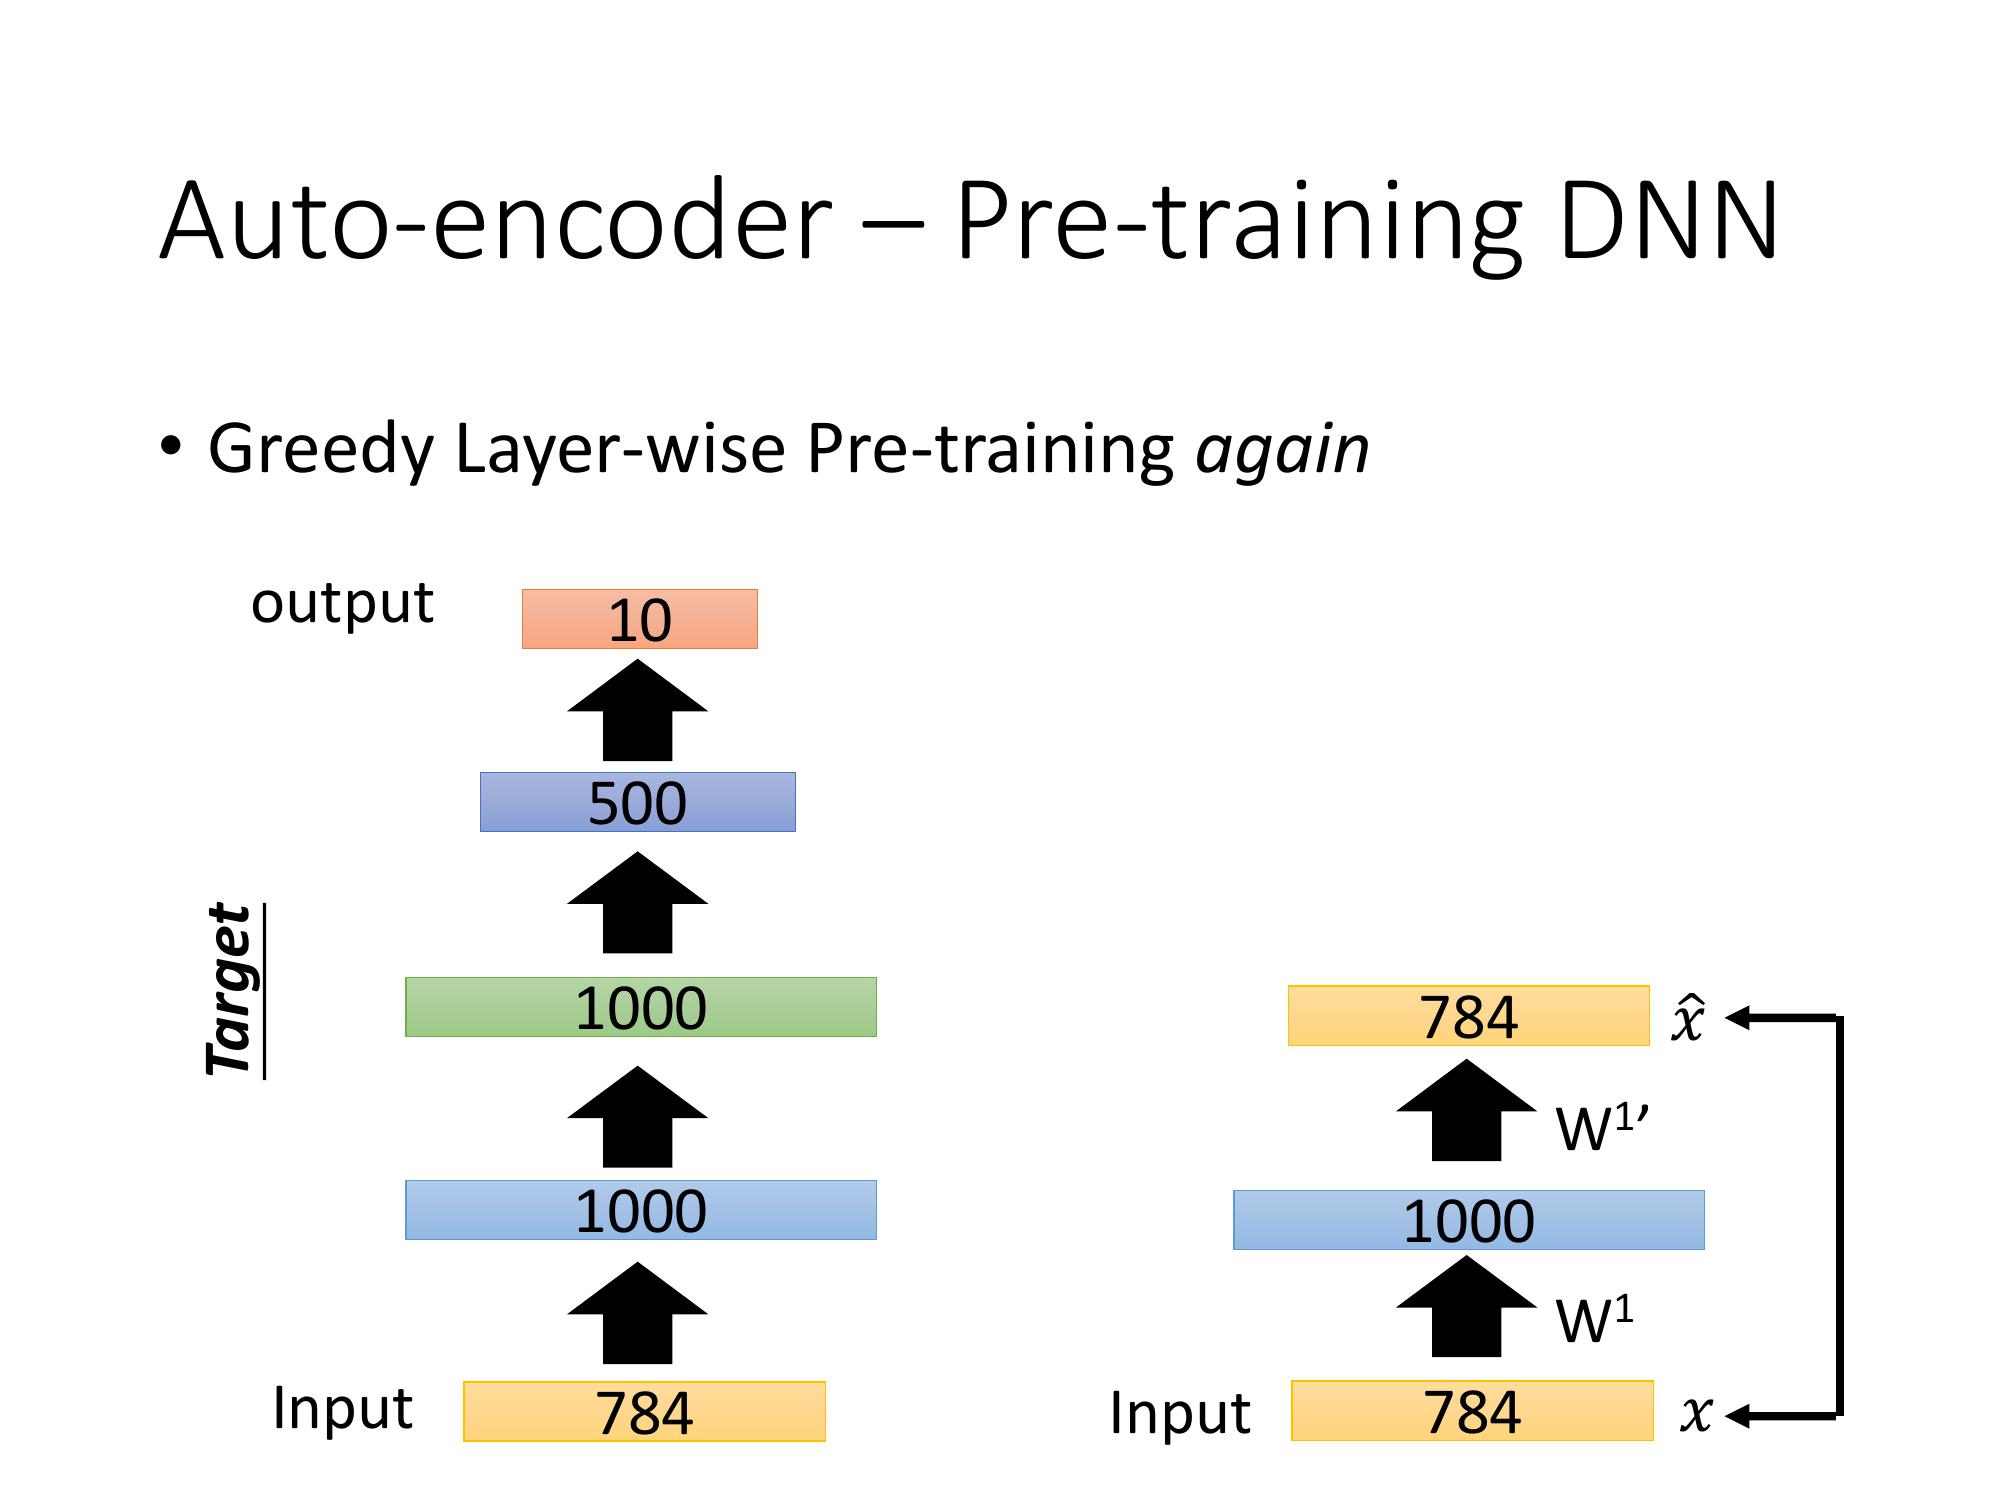 Auto-encoder – Pre-training DNN
• Greedy Layer-wise Pre-training again
output
10
500
Target
1000
1000
Input
784
784
x̂
W¹’
1000
W¹
Input
784
x